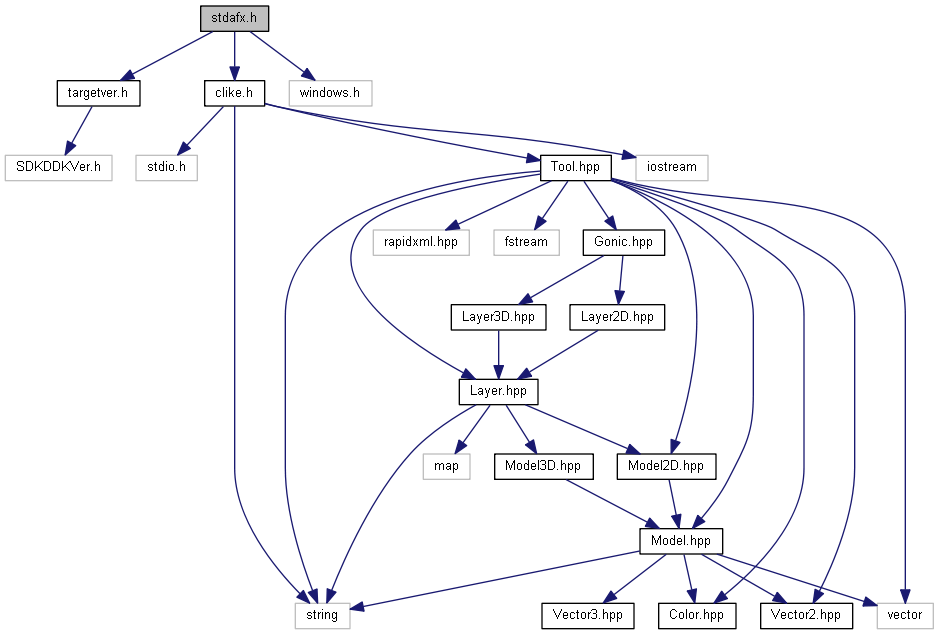 stdafx.h
targetver.h
clike.h
windows.h
SDKDDKVer.h
stdio.h
Tool.hpp
iostream
rapidxml.hpp
fstream
Gonic.hpp
Layer3D.hpp
Layer2D.hpp
Layer.hpp
map
Model3D.hpp
Model2D.hpp
Model.hpp
string
Vector3.hpp
Color.hpp
Vector2.hpp
vector